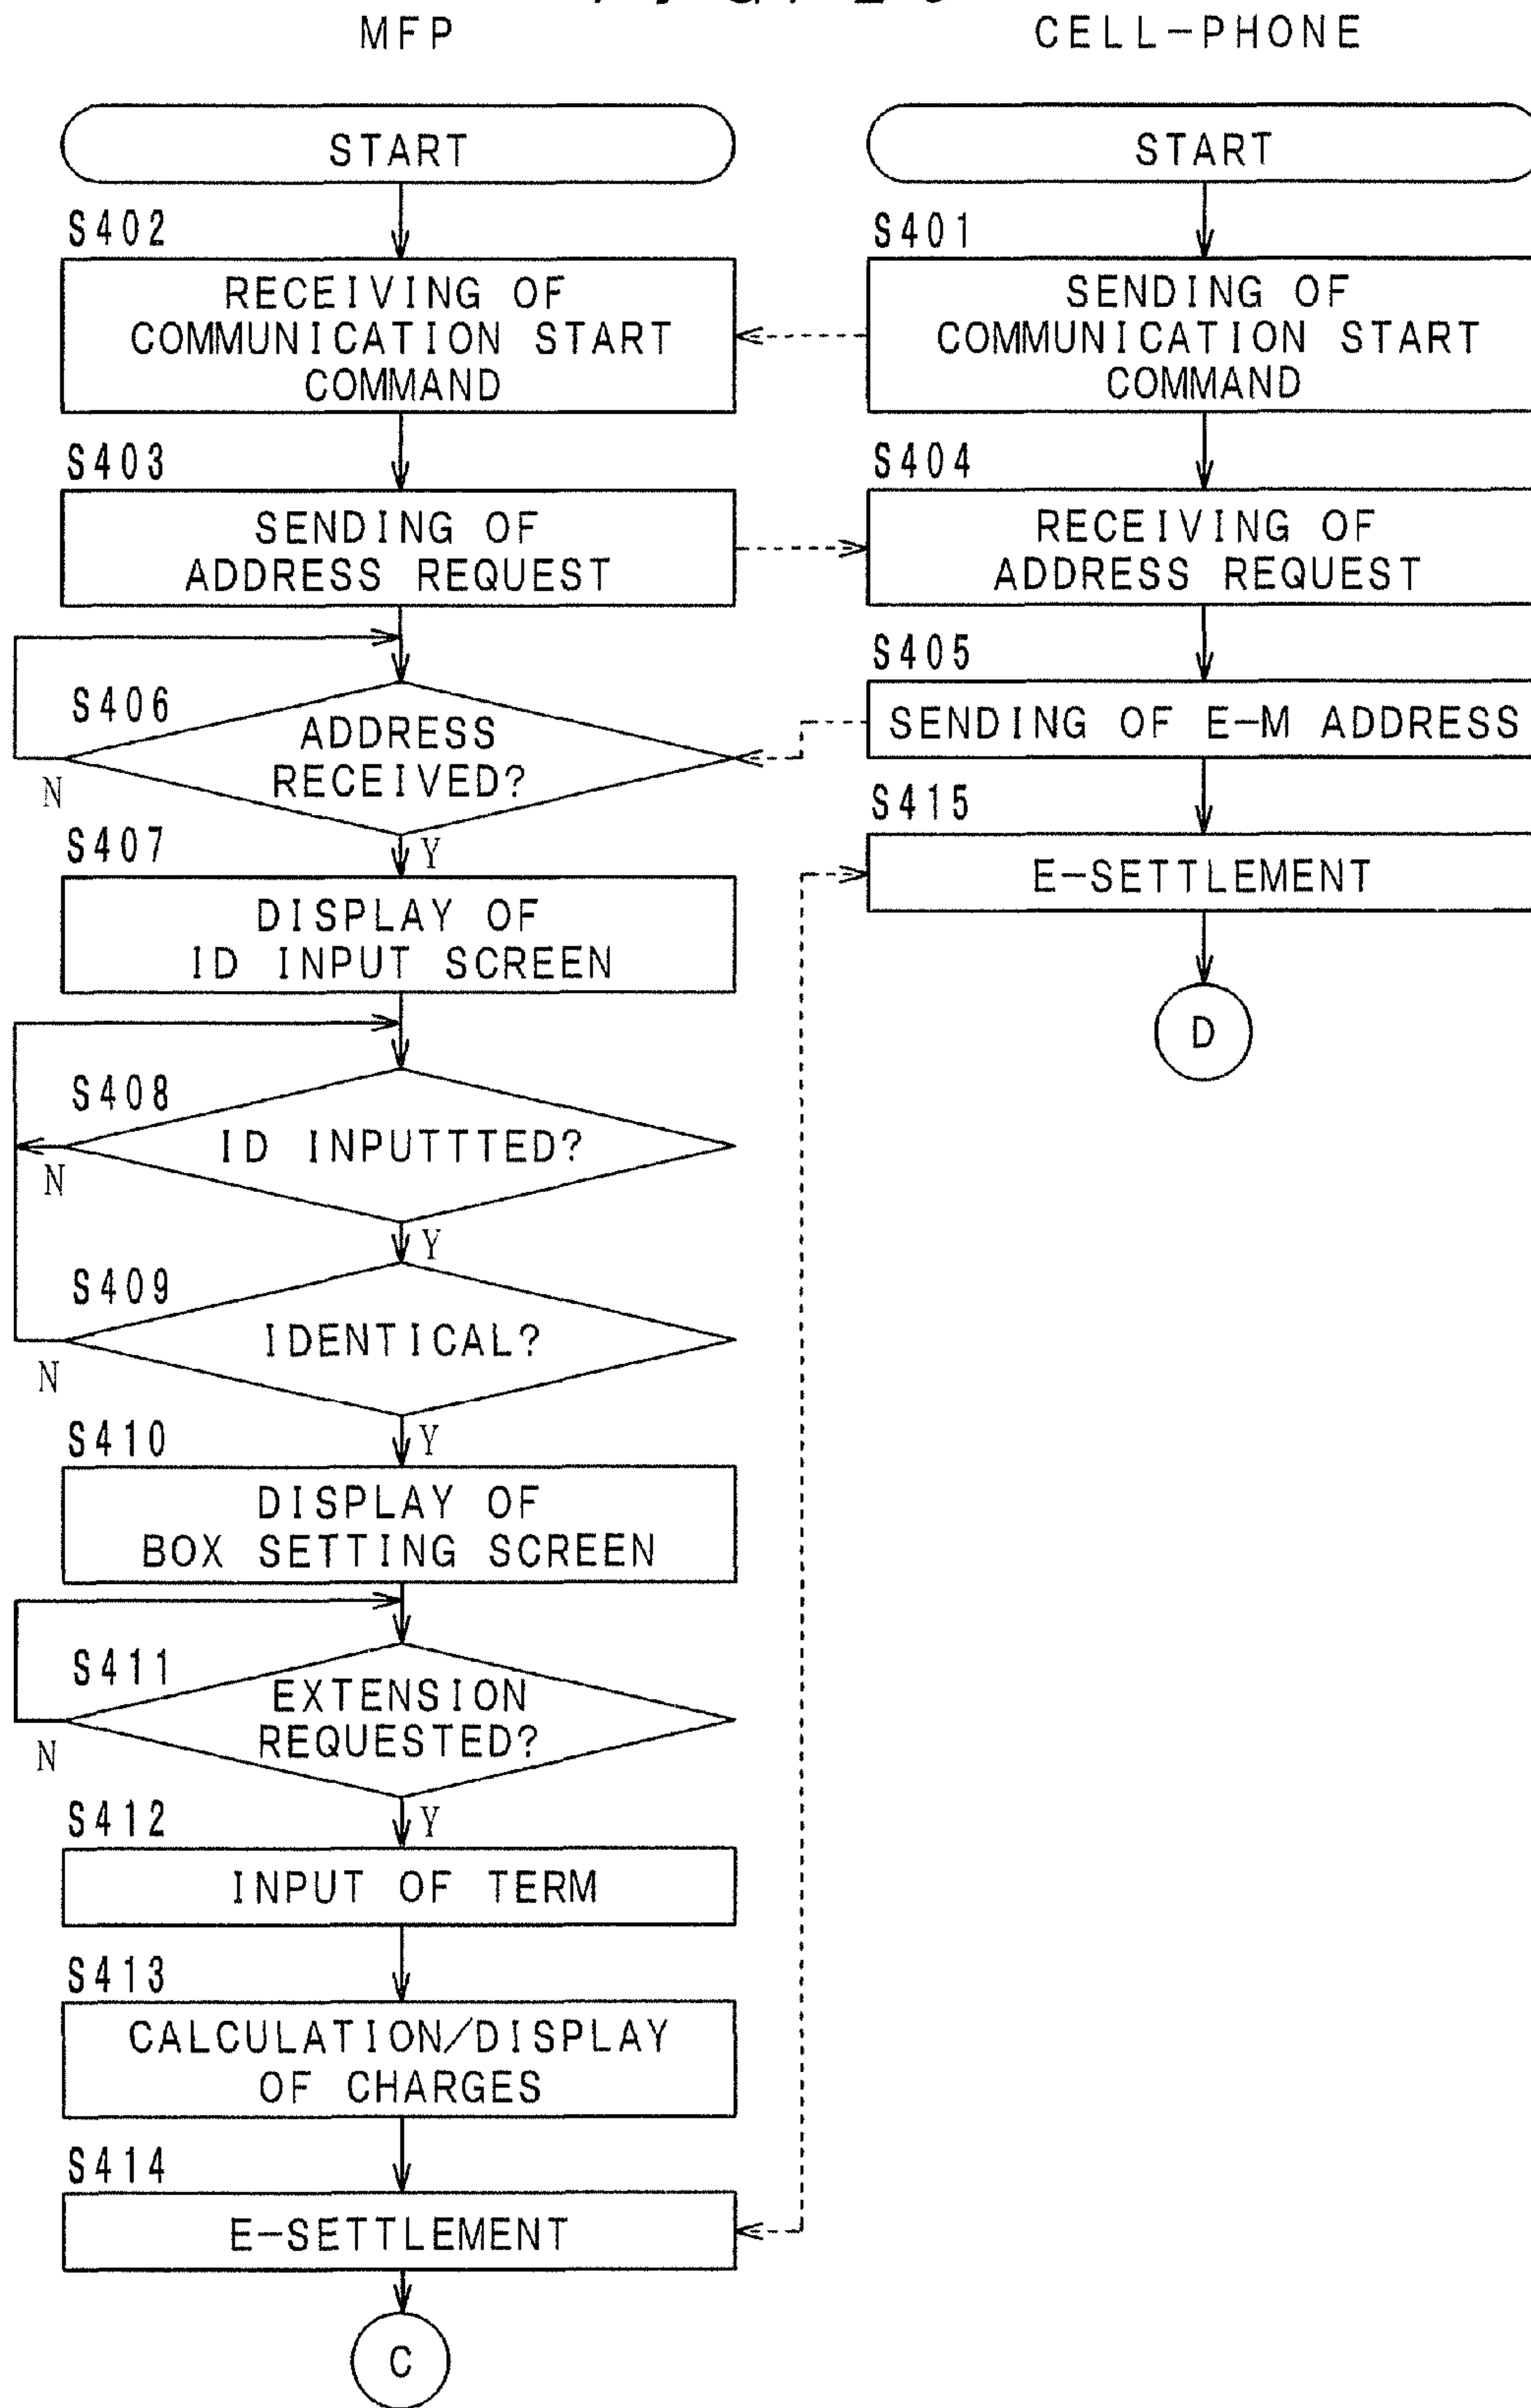 MFP
CELL-PHONE
START
START
S402
S401
RECEIVING OF
COMMUNICATION START
COMMAND
SENDING OF
COMMUNICATION START
COMMAND
S403
S404
SENDING OF
ADDRESS REQUEST
RECEIVING OF
ADDRESS REQUEST
S405
SENDING OF E-M ADDRESS
S406
ADDRESS
RECEIVED?
N
Y
S415
E-SETTLEMENT
D
S407
DISPLAY OF
ID INPUT SCREEN
S408
ID INPUTTTED?
N
Y
S409
IDENTICAL?
N
Y
S410
DISPLAY OF
BOX SETTING SCREEN
S411
EXTENSION
REQUESTED?
N
Y
S412
INPUT OF TERM
S413
CALCULATION/DISPLAY
OF CHARGES
S414
E-SETTLEMENT
C